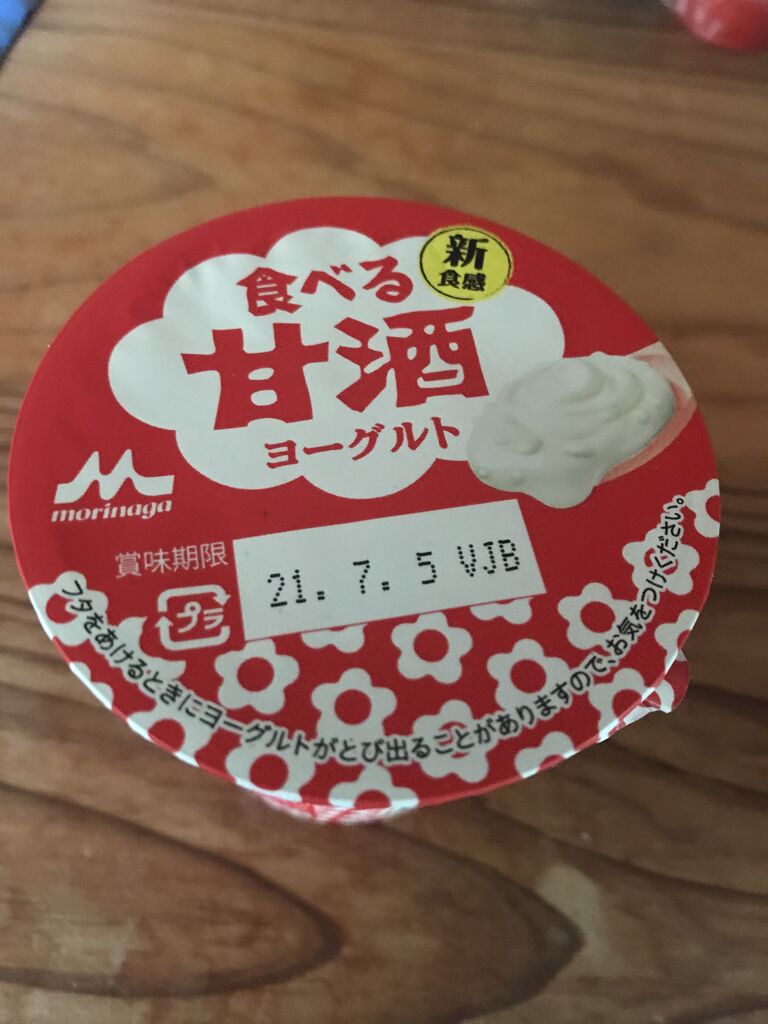 新
食感
食べる
甘酒
ヨーグルト
morinaga
賞味期限
21. 7. 5 VJB
プラ
フタをあけるときにヨーグルトがとび出ることがありますので、お気をつけください。